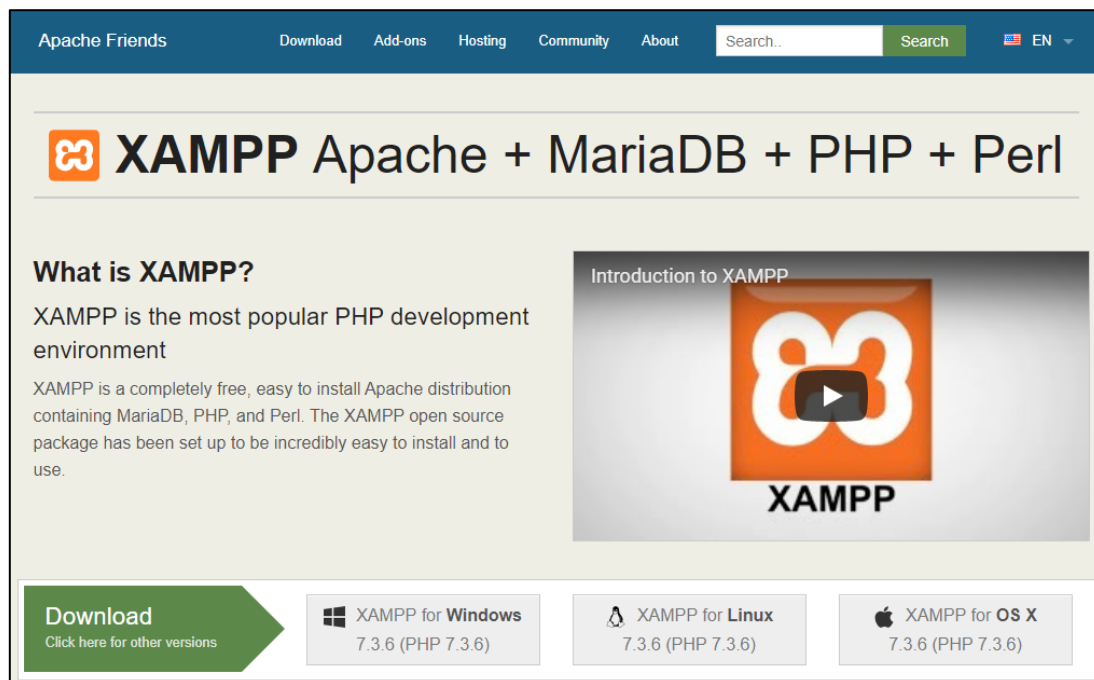 Apache Friends Download Add-ons Hosting Community About Search.. Search EN
XAMPP Apache + MariaDB + PHP + Perl
What is XAMPP?
XAMPP is the most popular PHP development
environment
XAMPP is a completely free, easy to install Apache distribution
containing MariaDB, PHP, and Perl. The XAMPP open source
package has been set up to be incredibly easy to install and to
use.
Introduction to XAMPP
XAMPP
Download
Click here for other versions
XAMPP for Windows
7.3.6 (PHP 7.3.6)
XAMPP for Linux
7.3.6 (PHP 7.3.6)
XAMPP for OS X
7.3.6 (PHP 7.3.6)